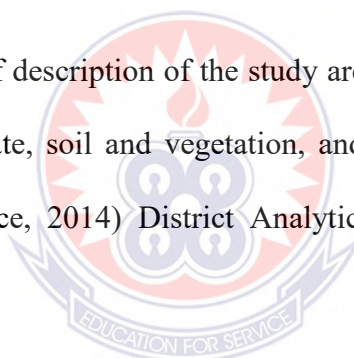 f description of the study are
te, soil and vegetation, and
ce, 2014) District Analytic
EDUCATION FOR SERVICE